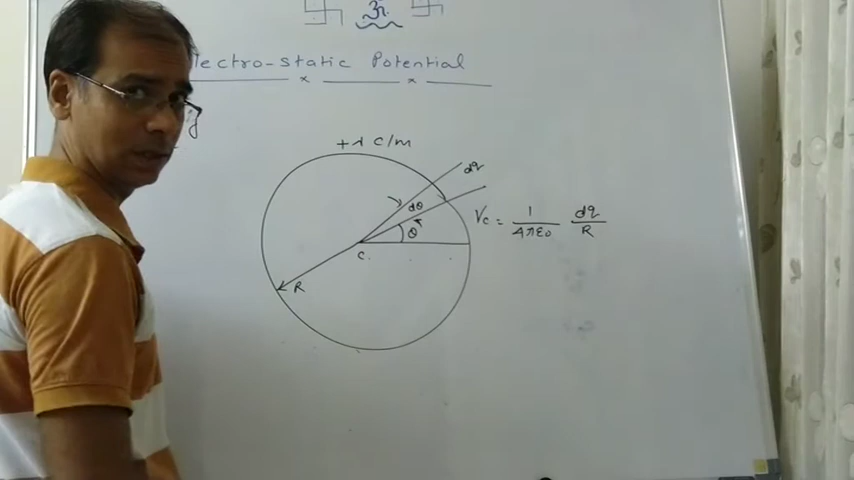 ॐ
lectro-static Potential
g
+λ C/m
dq
dθ
θ
C
R
Vc = 1/4πε0 dq/R